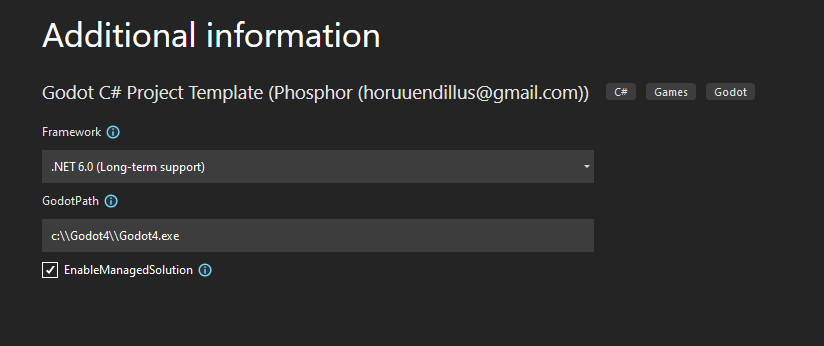 Additional information
Godot C# Project Template (Phosphor (horuuendillus@gmail.com)) C# Games Godot
Framework
.NET 6.0 (Long-term support)
GodotPath
c:\\Godot4\\Godot4.exe
EnableManagedSolution